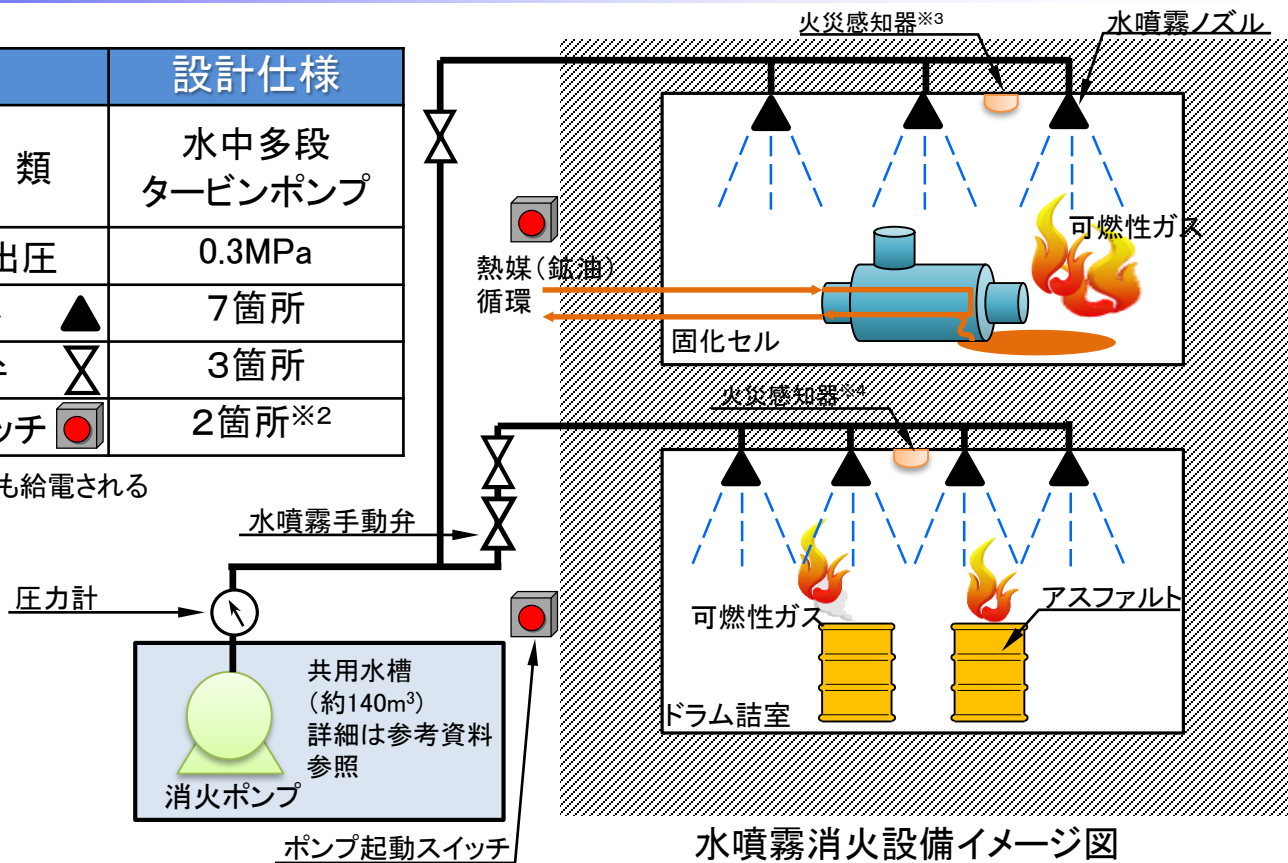 火災感知器※3
水噴霧ノズル
設計仕様
類
水中多段
タービンポンプ
出圧
0.3MPa
7箇所
3箇所
ッチ
2箇所※2
も給電される
熱媒(鉱油)
循環
可燃性ガス
固化セル
火災感知器※4
水噴霧手動弁
圧力計
可燃性ガス
アスファルト
ドラム詰室
共用水槽
(約140m³)
詳細は参考資料
参照
消火ポンプ
ポンプ起動スイッチ
水噴霧消火設備イメージ図